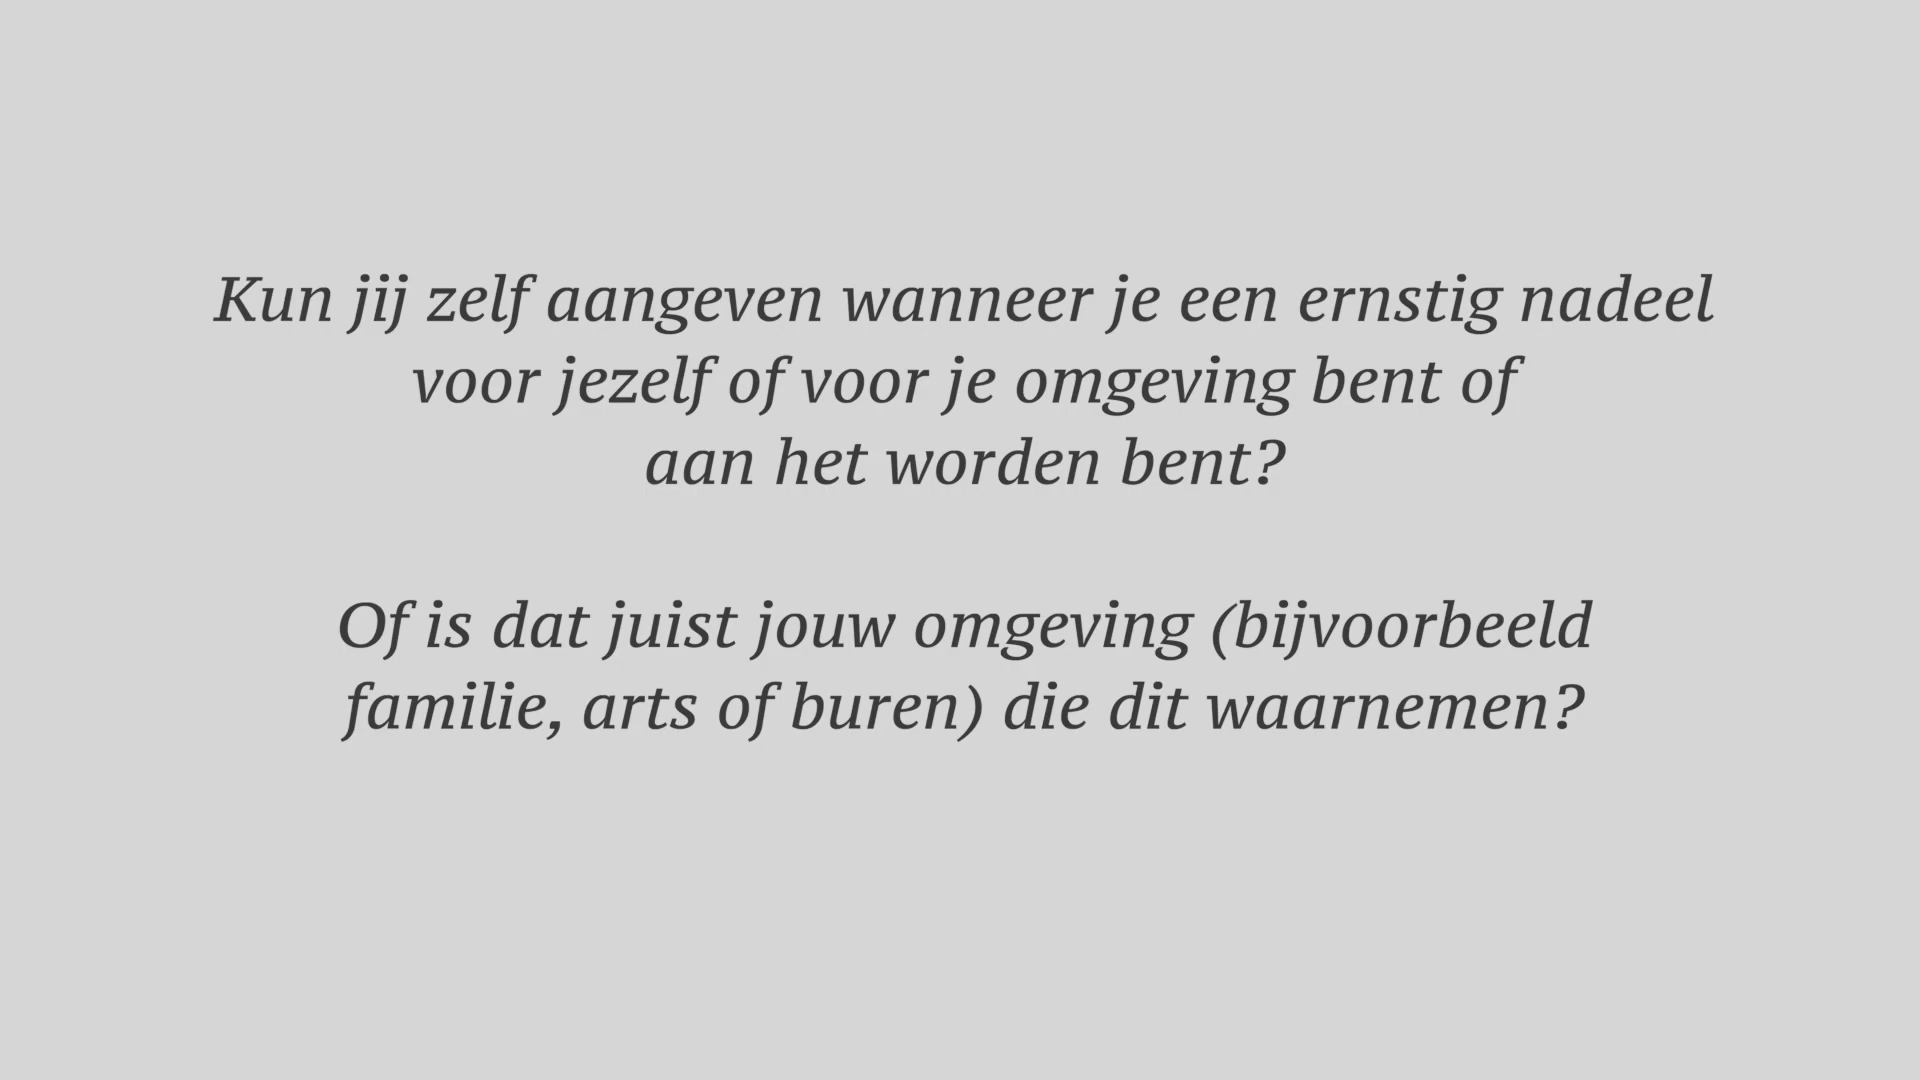 Kun jij zelf aangeven wanneer je een ernstig nadeel
voor jezelf of voor je omgeving bent of
aan het worden bent?
Of is dat juist jouw omgeving (bijvoorbeeld
familie, arts of buren) die dit waarnemen?